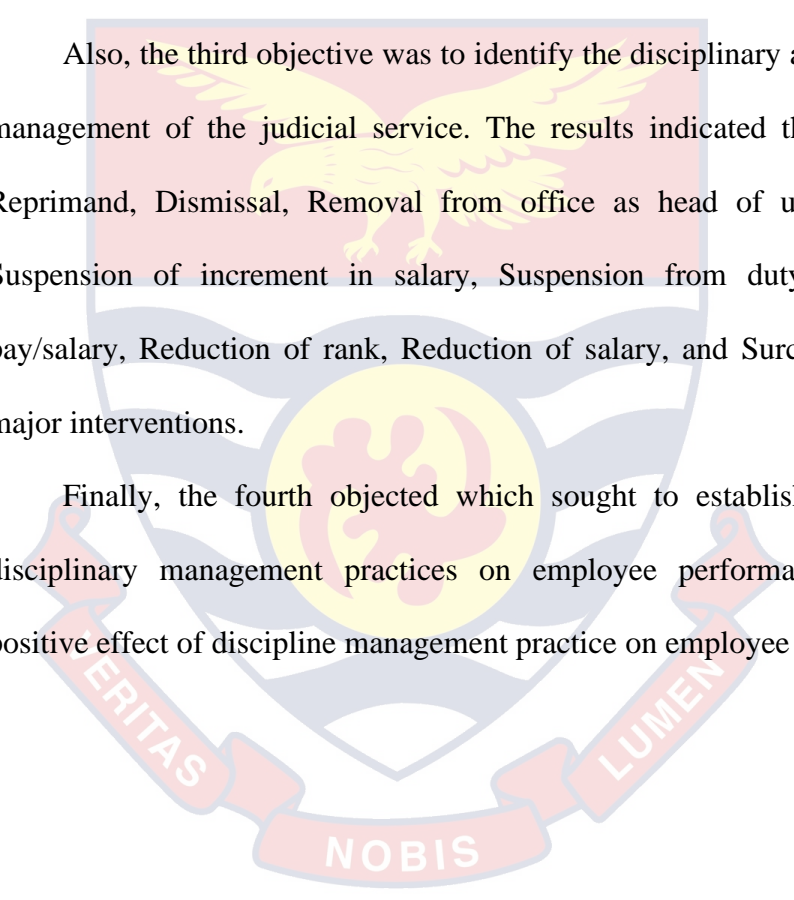 Also, the third objective was to identify the disciplinary a
management of the judicial service. The results indicated th
Reprimand, Dismissal, Removal from office as head of u
Suspension of increment in salary, Suspension from duty
pay/salary, Reduction of rank, Reduction of salary, and Surc
major interventions.
Finally, the fourth objected which sought to establish
disciplinary management practices on employee performa
positive effect of discipline management practice on employee
VERITAS
NOBIS
LUMEN